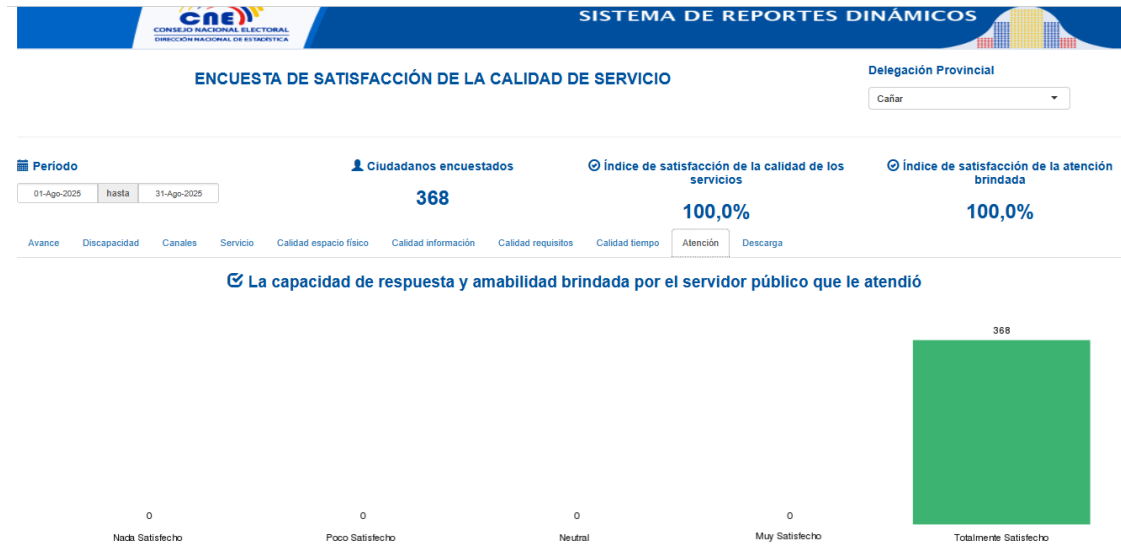 cne
CONSEJO NACIONAL ELECTORAL
DIRECCIÓN NACIONAL DE ESTADÍSTICA
SISTEMA DE REPORTES DINÁMICOS
ENCUESTA DE SATISFACCIÓN DE LA CALIDAD DE SERVICIO
Delegación Provincial
Cañar
Período
01-Ago-2025 hasta 31-Ago-2025
Ciudadanos encuestados
368
Índice de satisfacción de la calidad de los
servicios
100,0%
Índice de satisfacción de la atención
brindada
100,0%
Avance Discapacidad Canales Servicio Calidad espacio físico Calidad información Calidad requisitos Calidad tiempo Atención Descarga
La capacidad de respuesta y amabilidad brindada por el servidor público que le atendió
368
0 0 0 0
Nada Satisfecho Poco Satisfecho Neutral Muy Satisfecho Totalmente Satisfecho